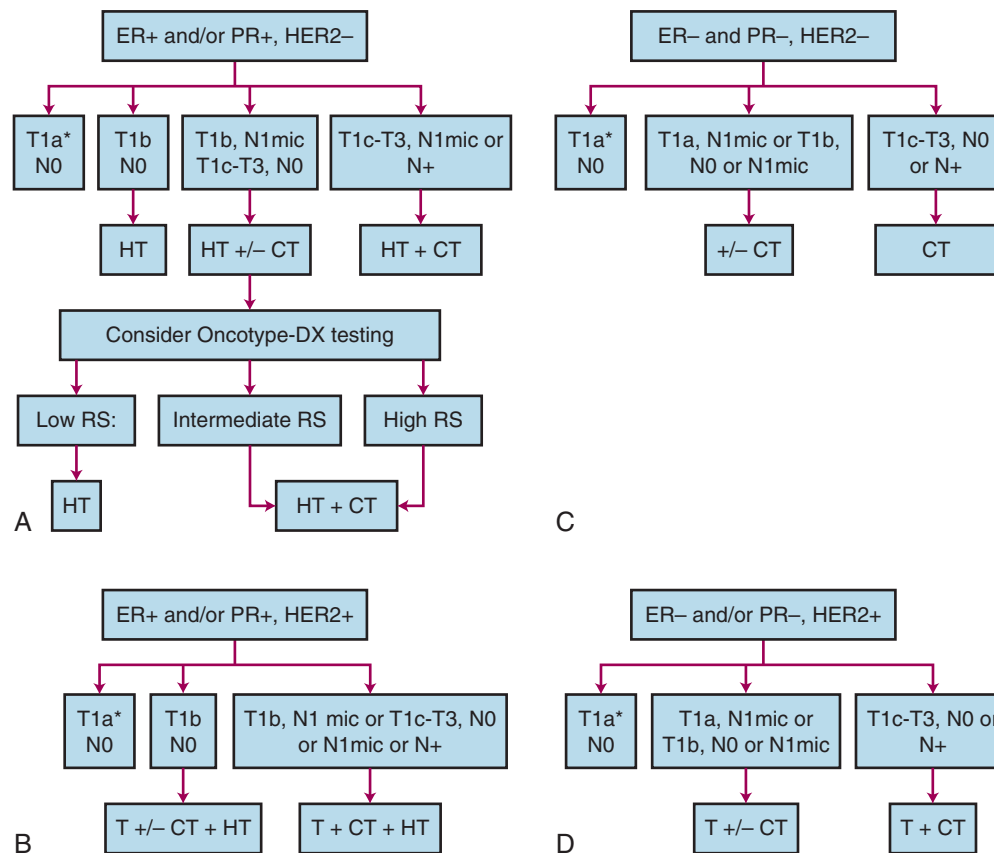 ER+ and/or PR+, HER2–
T1a*
N0
T1b
N0
T1b, N1mic
T1c-T3, N0
T1c-T3, N1mic or
N+
HT
HT +/– CT
HT + CT
Consider Oncotype-DX testing
Low RS:
Intermediate RS
High RS
HT
HT + CT
A
ER– and PR–, HER2–
T1a*
N0
T1a, N1mic or T1b,
N0 or N1mic
T1c-T3, N0
or N+
+/– CT
CT
C
ER+ and/or PR+, HER2+
T1a*
N0
T1b
N0
T1b, N1 mic or T1c-T3, N0
or N1mic or N+
T +/– CT + HT
T + CT + HT
B
ER– and/or PR–, HER2+
T1a*
N0
T1a, N1mic or
T1b, N0 or N1mic
T1c-T3, N0 or
N+
T +/– CT
T + CT
D